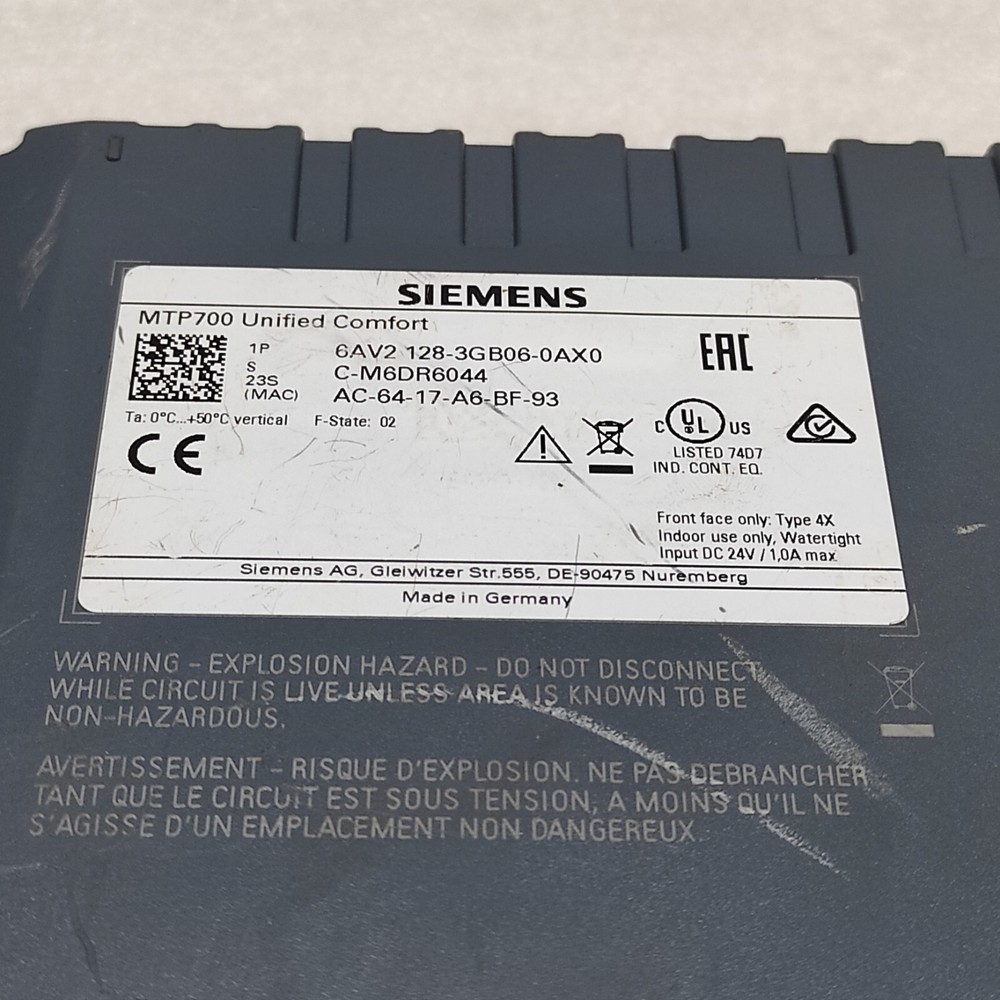 SIEMENS
MTP700 Unified Comfort
1P 6AV2 128-3GB06-0AX0
S C-M6DR6044
23S
(MAC) AC-64-17-A6-BF-93
Ta: 0°C...+50°C vertical F-State: 02
EAC
CE
C UL US
LISTED 74D7
IND. CONT. EQ.
Front face only: Type 4X
Indoor use only, Watertight
Input DC 24V / 1,0A max.
Siemens AG, Gleiwitzer Str.555, DE-90475 Nuremberg
Made in Germany
WARNING – EXPLOSION HAZARD – DO NOT DISCONNECT
WHILE CIRCUIT IS LIVE UNLESS AREA IS KNOWN TO BE
NON-HAZARDOUS.
AVERTISSEMENT – RISQUE D'EXPLOSION. NE PAS DEBRANCHER
TANT QUE LE CIRCUIT EST SOUS TENSION, A MOINS QU'IL NE
S'AGISSE D'UN EMPLACEMENT NON DANGEREUX.